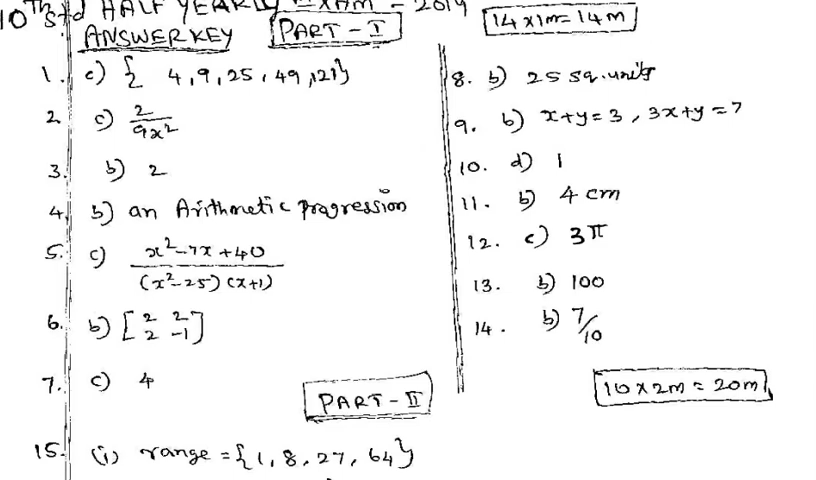 10th Std HALF YEARLY EXAM - 2019
ANSWER KEY PART - I 14 x 1m = 14m
1. c) { 4, 9, 25, 49, 121}
2 c) 2/9x²
3. b) 2
4. b) an Arithmetic progression
5. c) x²-7x+40/(x²-25)(x+1)
6. b) [2 2
2 -1]
7. c) 4
8. b) 25 sq.units
9. b) x+y=3, 3x+y=7
10. d) 1
11. b) 4 cm
12. c) 3π
13. b) 100
14. b) 7/10
PART - II 10 x 2m = 20m
15. (i) range = {1, 8, 27, 64}